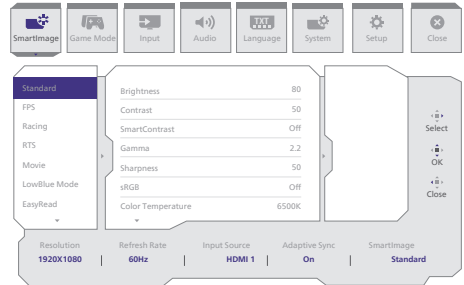 SmartImage
Game Mode
Input
Audio
TXT
Language
System
Setup
Close
Standard
FPS
Racing
RTS
Movie
LowBlue Mode
EasyRead
Brightness 80
Contrast 50
SmartContrast Off
Gamma 2.2
Sharpness 50
sRGB Off
Color Temperature 6500K
Select
OK
Close
Resolution Refresh Rate Input Source Adaptive Sync SmartImage
1920X1080 | 60Hz | HDMI 1 | On | Standard